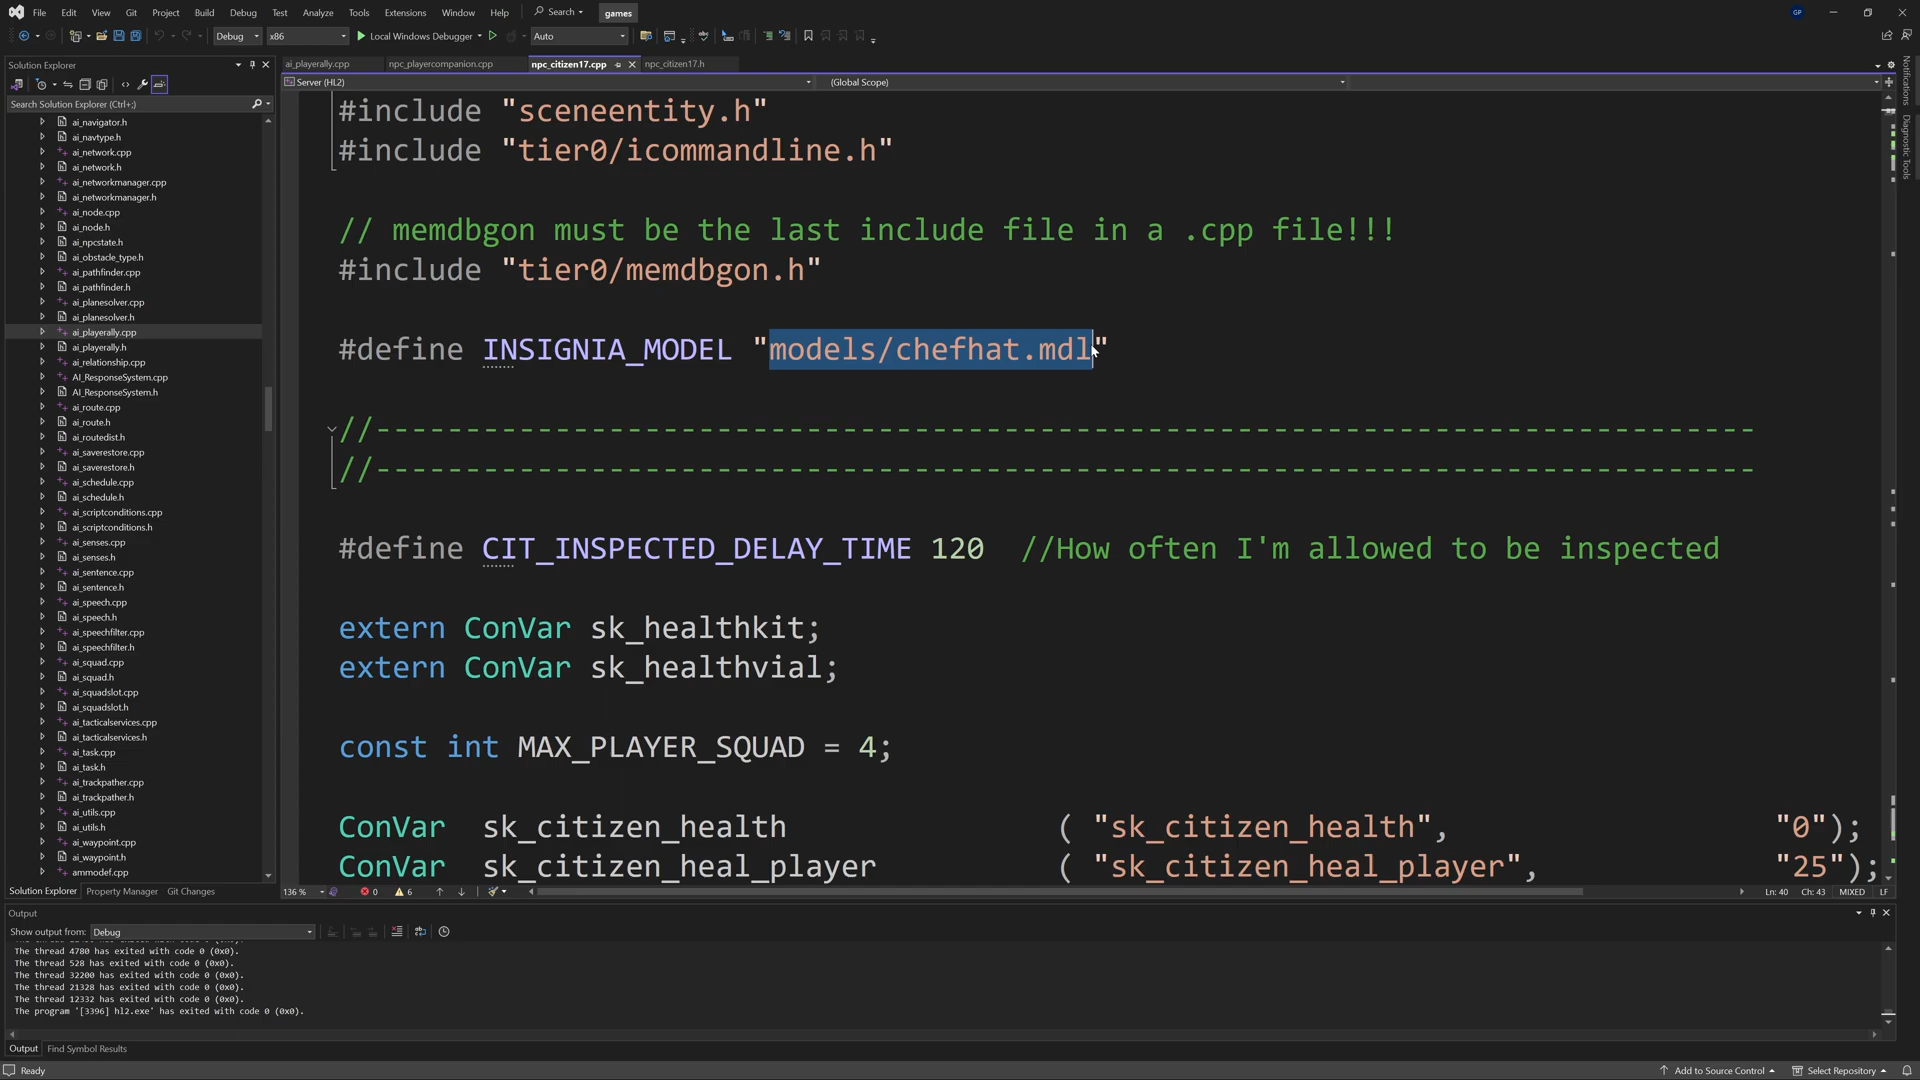 File Edit View Git Project Build Debug Test Analyze Tools Extensions Window Help Search games GP
Debug x86 Local Windows Debugger Auto
Solution Explorer
Search Solution Explorer (Ctrl+;)
ai_navigator.h
ai_navtype.h
ai_network.cpp
ai_network.h
ai_networkmanager.cpp
ai_networkmanager.h
ai_node.cpp
ai_node.h
ai_npcstate.h
ai_obstacle_type.h
ai_pathfinder.cpp
ai_pathfinder.h
ai_planesolver.cpp
ai_planesolver.h
ai_playerally.cpp
ai_playerally.h
ai_relationship.cpp
AI_ResponseSystem.cpp
AI_ResponseSystem.h
ai_route.cpp
ai_route.h
ai_routedist.h
ai_saverestore.cpp
ai_saverestore.h
ai_schedule.cpp
ai_schedule.h
ai_scriptconditions.cpp
ai_scriptconditions.h
ai_senses.cpp
ai_senses.h
ai_sentence.cpp
ai_sentence.h
ai_speech.cpp
ai_speech.h
ai_speechfilter.cpp
ai_speechfilter.h
ai_squad.cpp
ai_squad.h
ai_squadslot.cpp
ai_squadslot.h
ai_tacticalservices.cpp
ai_tacticalservices.h
ai_task.cpp
ai_task.h
ai_trackpather.cpp
ai_trackpather.h
ai_utils.cpp
ai_utils.h
ai_waypoint.cpp
ai_waypoint.h
ammodef.cpp
Solution Explorer Property Manager Git Changes
ai_playerally.cpp npc_playercompanion.cpp npc_citizen17.cpp npc_citizen17.h
Server (HL2) (Global Scope)
#include "sceneentity.h"
#include "tier0/icommandline.h"
// memdbgon must be the last include file in a .cpp file!!!
#include "tier0/memdbgon.h"
#define INSIGNIA_MODEL "models/chefhat.mdl"
//-----------------------------------------------------------------------------
//-----------------------------------------------------------------------------
#define CIT_INSPECTED_DELAY_TIME 120 //How often I'm allowed to be inspected
extern ConVar sk_healthkit;
extern ConVar sk_healthvial;
const int MAX_PLAYER_SQUAD = 4;
ConVar sk_citizen_health ( "sk_citizen_health", "0");
ConVar sk_citizen_heal_player ( "sk_citizen_heal_player", "25");
136 % 0 6 Ln: 40 Ch: 43 MIXED LF
Notifications
Diagnostic Tools
Output
Show output from: Debug
The thread 4780 has exited with code 0 (0x0).
The thread 528 has exited with code 0 (0x0).
The thread 32200 has exited with code 0 (0x0).
The thread 21328 has exited with code 0 (0x0).
The thread 12332 has exited with code 0 (0x0).
The program '[3396] hl2.exe' has exited with code 0 (0x0).
Output Find Symbol Results
Ready Add to Source Control Select Repository